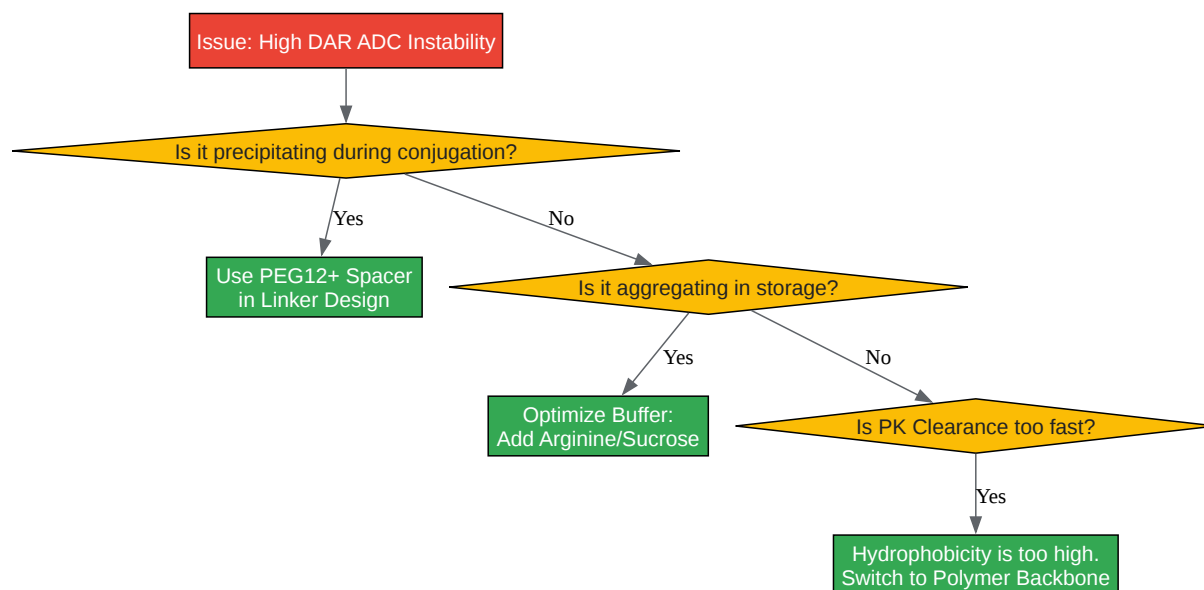 Issue: High DAR ADC Instability
Is it precipitating during conjugation?
Yes
No
Use PEG12+ Spacer
in Linker Design
Is it aggregating in storage?
Yes
No
Optimize Buffer:
Add Arginine/Sucrose
Is PK Clearance too fast?
Yes
Hydrophobicity is too high.
Switch to Polymer Backbone